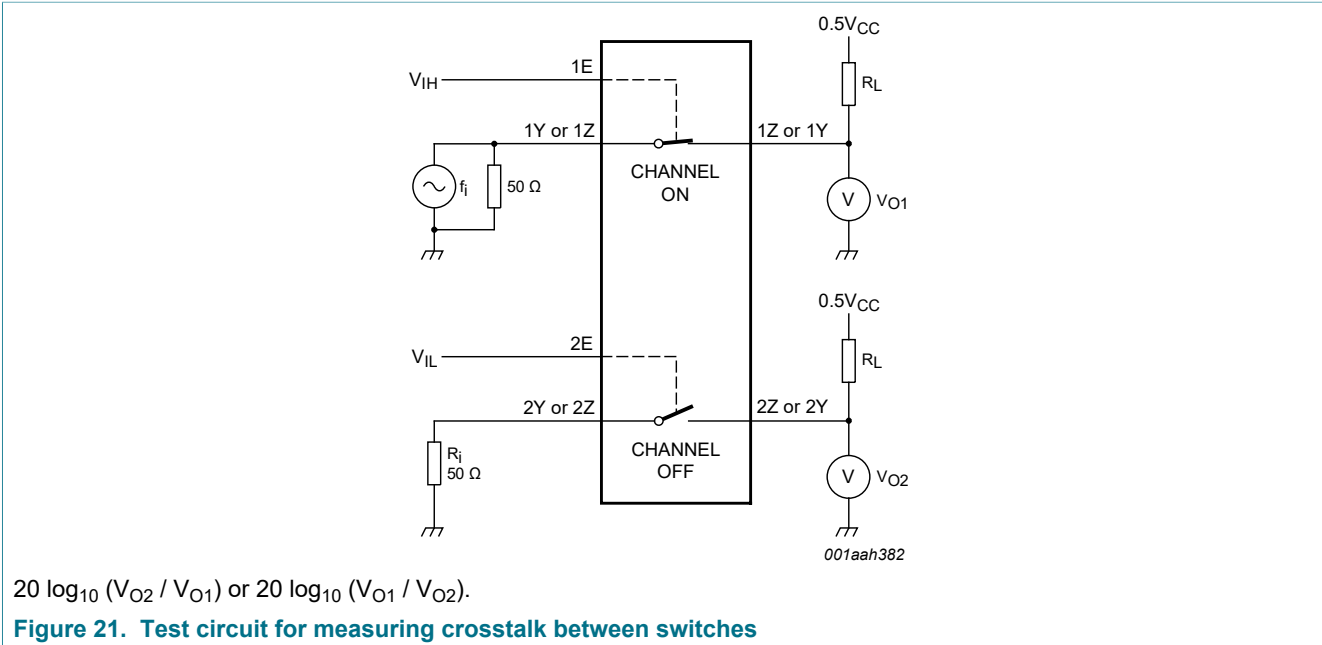 0.5VCC
RL
1E
VIH
1Y or 1Z
1Z or 1Y
fi
50 Ω
CHANNEL
ON
V
VO1
0.5VCC
RL
2E
VIL
2Y or 2Z
2Z or 2Y
Ri
50 Ω
CHANNEL
OFF
V
VO2
001aah382
20 log10 (VO2 / VO1) or 20 log10 (VO1 / VO2).
Figure 21. Test circuit for measuring crosstalk between switches